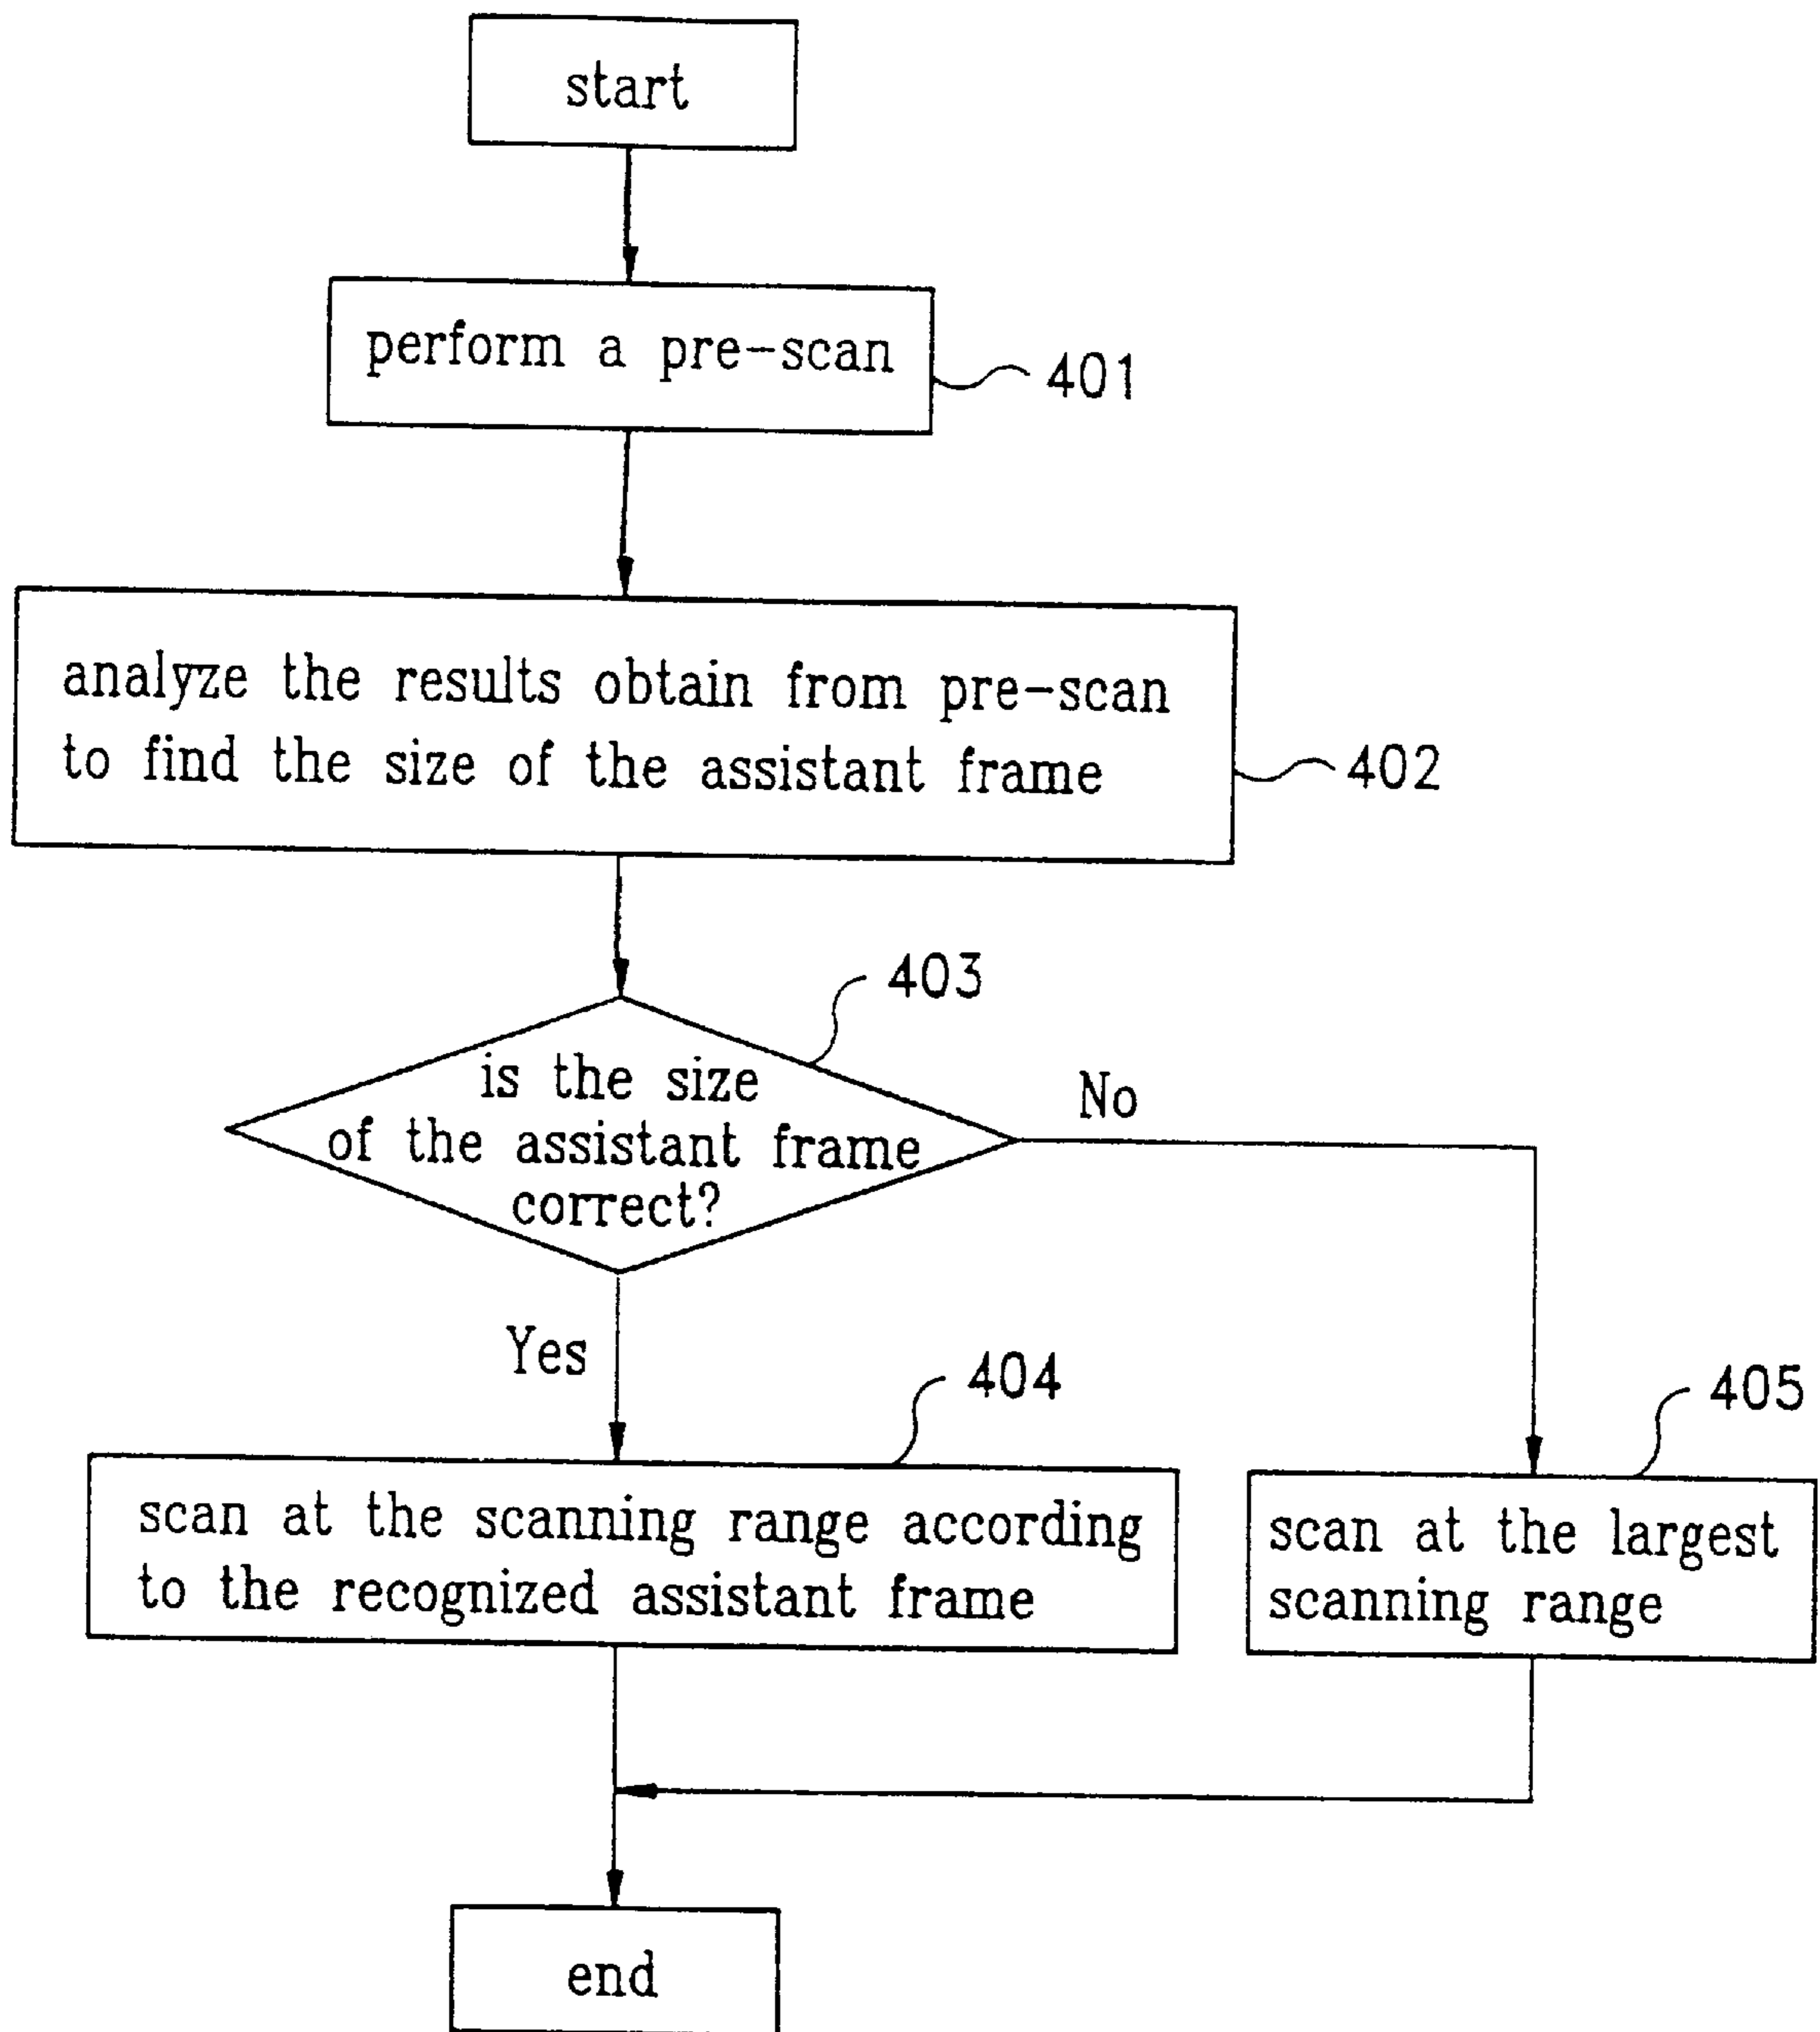 start
perform a pre-scan
401
analyze the results obtain from pre-scan
to find the size of the assistant frame
402
403
is the size
of the assistant frame
correct?
No
Yes
404
405
scan at the scanning range according
to the recognized assistant frame
scan at the largest
scanning range
end